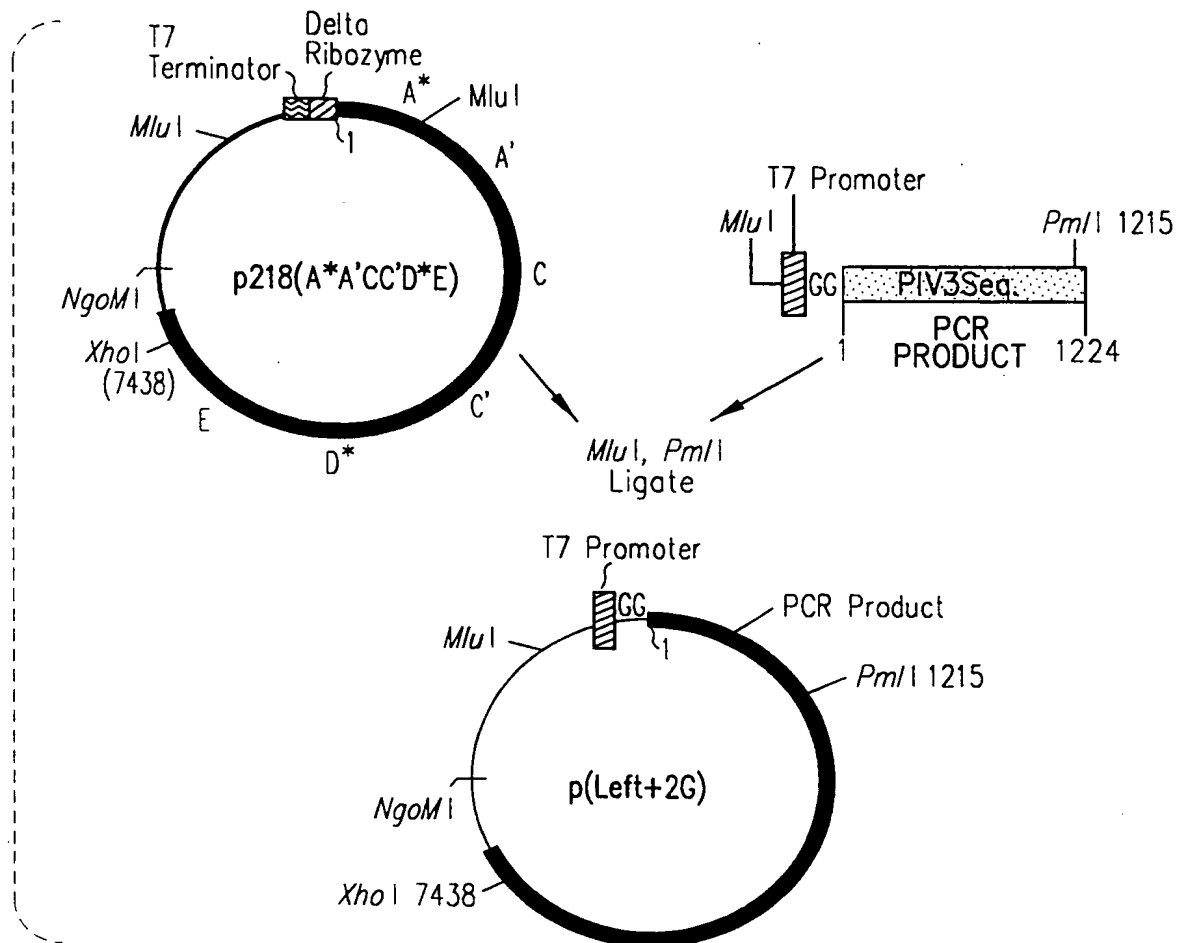 T7
Terminator
Delta
Ribozyme
A*
MluI
MluI
1
A'
p218(A*A'CC'D*E)
C
NgoMI
XhoI
(7438)
E
D*
C'
T7 Promoter
MluI
PmlI 1215
GG
PIV3Seq.
1
PCR
PRODUCT
1224
MluI, PmlI
Ligate
T7 Promoter
GG
PCR Product
MluI
1
PmlI 1215
p(Left+2G)
NgoMI
XhoI 7438